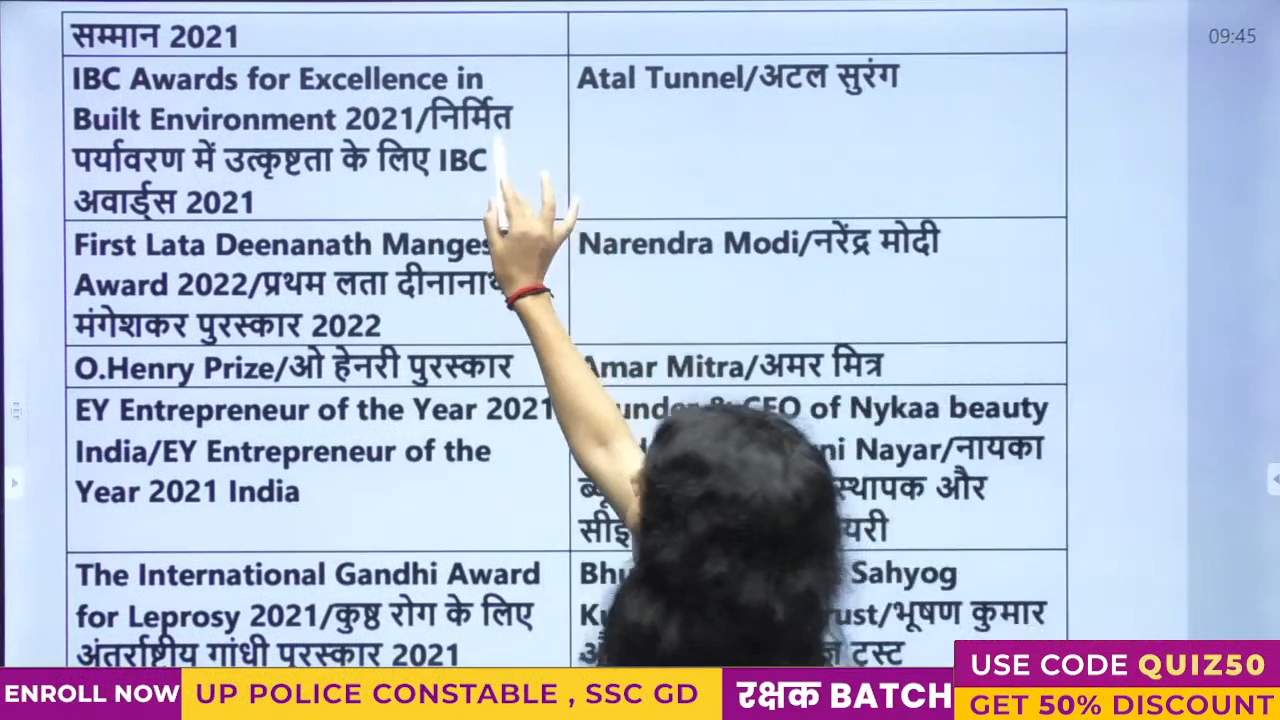 सम्मान 2021
09:45
IBC Awards for Excellence in
Built Environment 2021/निर्मित
पर्यावरण में उत्कृष्टता के लिए IBC
अवार्ड्स 2021
Atal Tunnel/अटल सुरंग
First Lata Deenanath
Award 2022/प्रथम लता
मंगेशकर पुरस्कार 2022
Narendra Modi/नरेंद्र मोदी
O.Henry Prize/ओ हेनरी पुरस्कार
Amar Mitra/अमर मित्र
EY Entrepreneur of the Year 2021
India/EY Entrepreneur of the
Year 2021 India
& CEO of Nykaa beauty
Nayar/नायका
और
The International Gandhi Award
for Leprosy 2021/कुष्ठ रोग के लिए
अंतर्राष्ट्रीय गांधी पुरस्कार 2021
Sahyog
भूषण कुमार
ट्रस्ट
ENROLL NOW
UP POLICE CONSTABLE , SSC GD
रक्षक BATCH
USE CODE QUIZ50
GET 50% DISCOUNT